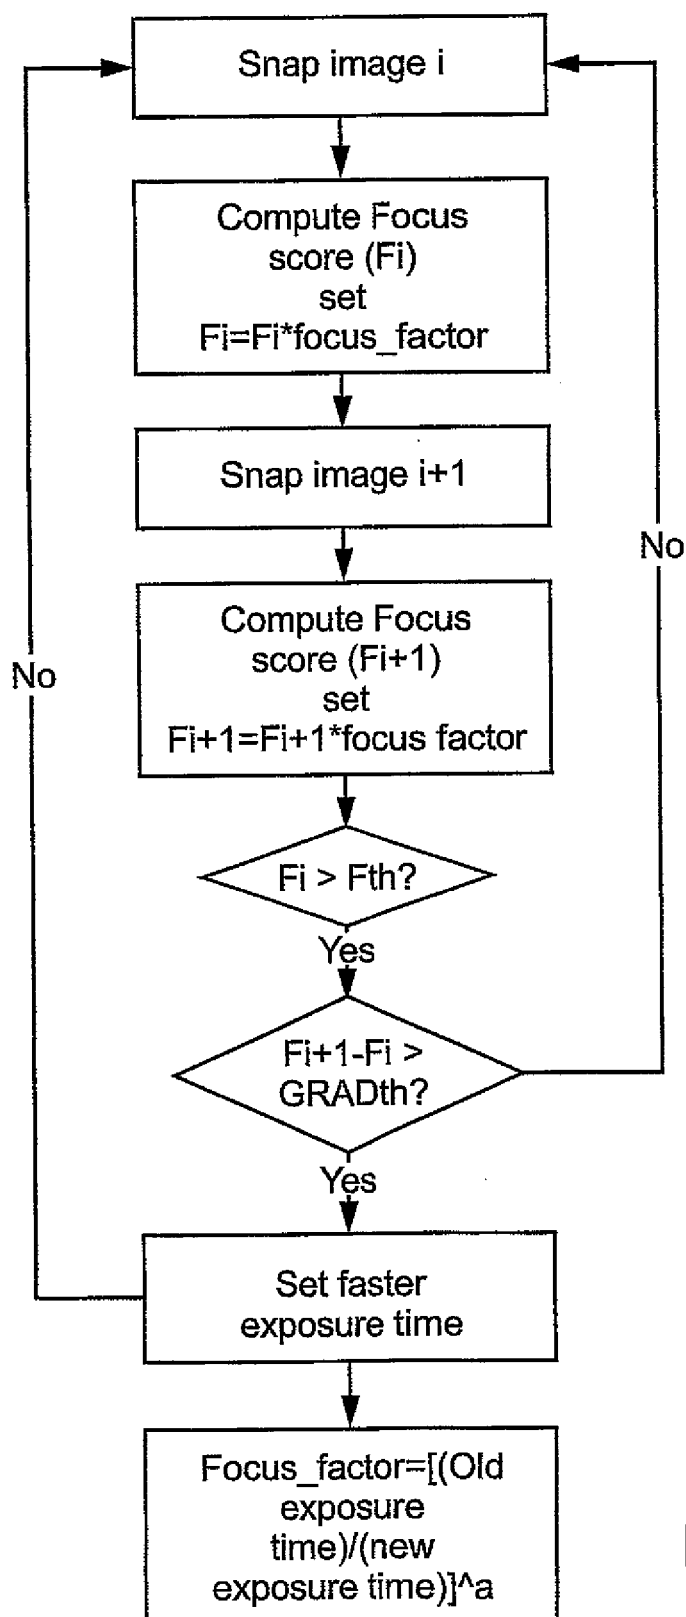 Snap image i
Compute Focus
score (Fi)
set
Fi=Fi*focus_factor
Snap image i+1
No
Compute Focus
score (Fi+1)
set
Fi+1=Fi+1*focus factor
No
Fi > Fth?
Yes
Fi+1-Fi >
GRADth?
Yes
Set faster
exposure time
Focus_factor=[(Old
exposure
time)/(new
exposure time)]^a